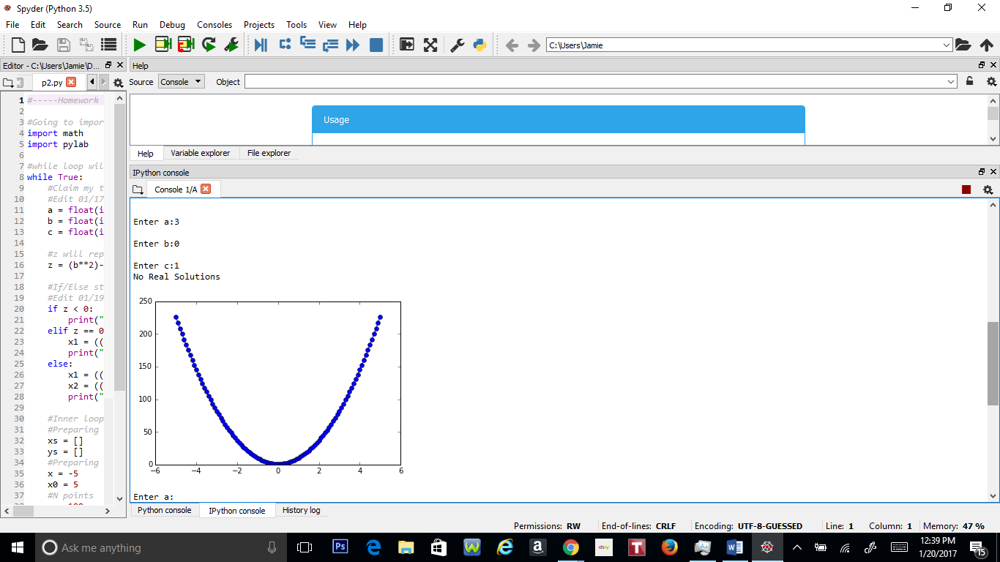 Spyder (Python 3.5)
File Edit Search Source Run Debug Consoles Projects Tools View Help
C:\Users\Jamie
Editor - C:\Users\Jamie\D...
p2.py
1 #-----Homework
2
3 #Going to impor
4 import math
5 import pylab
6
7 #while loop wil
8 while True:
9 #Claim my t
10 #Edit 01/17
11 a = float(i
12 b = float(i
13 c = float(i
14
15 #z will rep
16 z = (b**2)-
17
18 #If/Else st
19 #Edit 01/19
20 if z < 0:
21 print("
22 elif z == 0
23 x1 = ((
24 print("
25 else:
26 x1 = ((
27 x2 = ((
28 print("
29
30 #Inner loop
31 #Preparing
32 xs = []
33 ys = []
34 #Preparing
35 x = -5
36 x0 = 5
37 #N points
Help
Source Console Object
Usage
Help Variable explorer File explorer
IPython console
Console 1/A
Enter a:3
Enter b:0
Enter c:1
No Real Solutions
250
200
150
100
50
0
−6 −4 −2 0 2 4 6
Enter a:
Python console IPython console History log
Permissions: RW End-of-lines: CRLF Encoding: UTF-8-GUESSED Line: 1 Column: 1 Memory: 47 %
Ask me anything
Ps
a
ebay
T
W
12:39 PM
1/20/2017
15